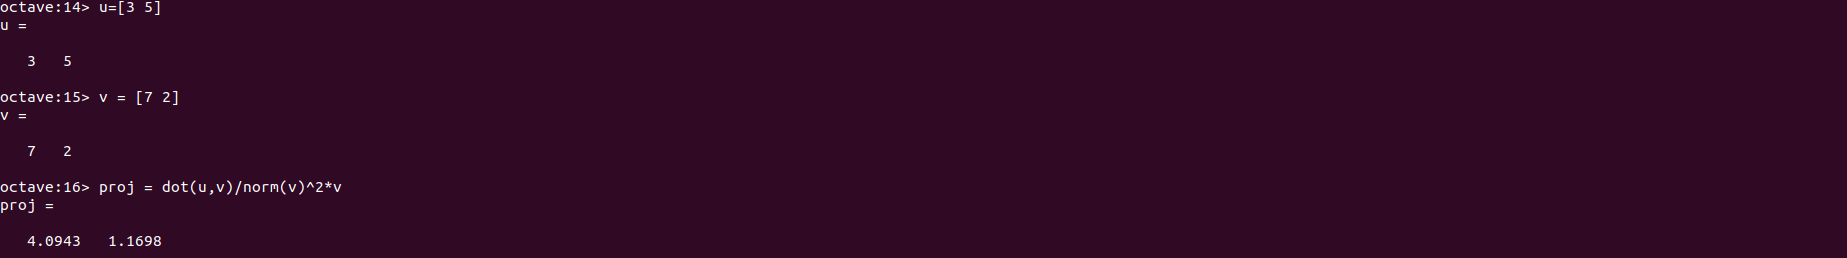 octave:14> u=[3 5]
u =
3   5
octave:15> v = [7 2]
v =
7   2
octave:16> proj = dot(u,v)/norm(v)^2*v
proj =
4.0943   1.1698